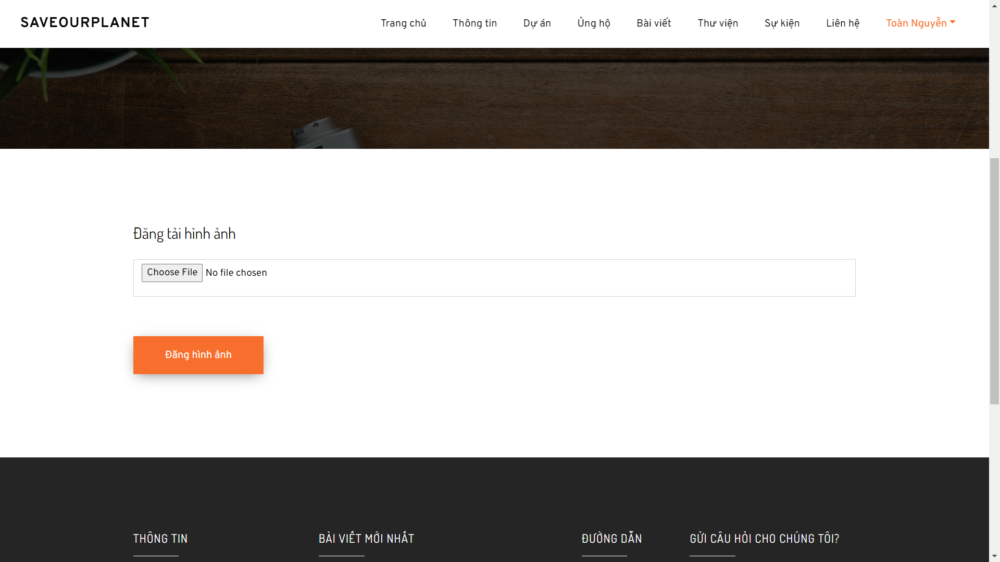 SAVEOURPLANET
Trang chủ
Thông tin
Dự án
Ủng hộ
Bài viết
Thư viện
Sự kiện
Liên hệ
Toàn Nguyễn
Đăng tải hình ảnh
Choose File No file chosen
Đăng hình ảnh
THÔNG TIN
BÀI VIẾT MỚI NHẤT
ĐƯỜNG DẪN
GỬI CÂU HỎI CHO CHÚNG TÔI?